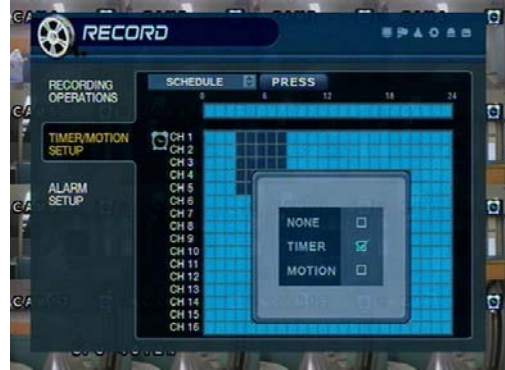 RECORD
RECORDING
OPERATIONS
TIMER/MOTION
SETUP
ALARM
SETUP
SCHEDULE PRESS
0 6 12 18 24
CH 1
CH 2
CH 3
CH 4
CH 5
CH 6
CH 7
CH 8
CH 9
CH 10
CH 11
CH 12
CH 13
CH 14
CH 15
CH 16
NONE
TIMER
MOTION